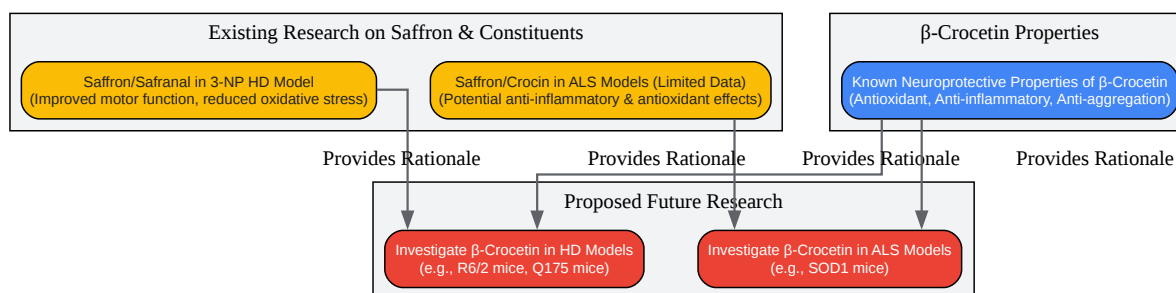 Existing Research on Saffron & Constituents
β-Crocetin Properties
Saffron/Safranal in 3-NP HD Model
(Improved motor function, reduced oxidative stress)
Saffron/Crocin in ALS Models (Limited Data)
(Potential anti-inflammatory & antioxidant effects)
Known Neuroprotective Properties of β-Crocetin
(Antioxidant, Anti-inflammatory, Anti-aggregation)
Provides Rationale
Provides Rationale
Provides Rationale
Provides Rationale
Proposed Future Research
Investigate β-Crocetin in HD Models
(e.g., R6/2 mice, Q175 mice)
Investigate β-Crocetin in ALS Models
(e.g., SOD1 mice)